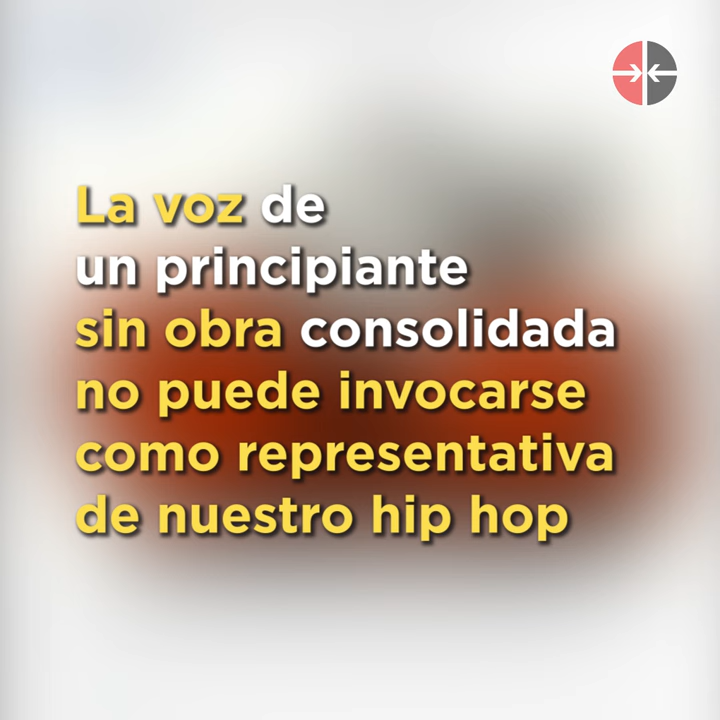 La voz de
un principiante
sin obra consolidada
no puede invocarse
como representativa
de nuestro hip hop